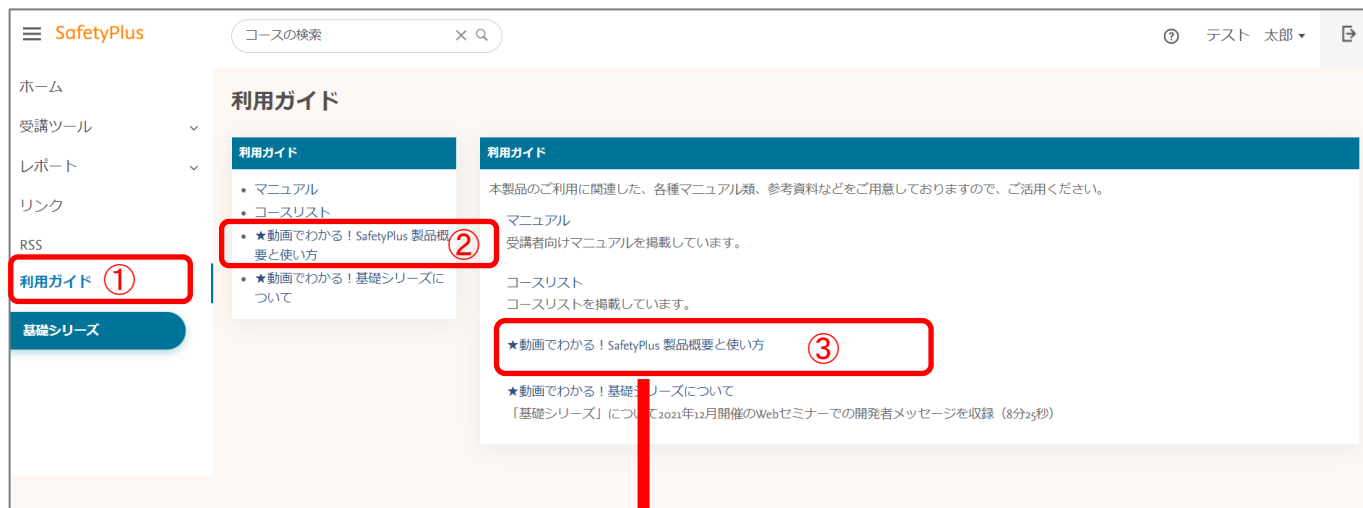 SafetyPlus
コースの検索
テスト 太郎
ホーム
受講ツール
レポート
リンク
RSS
利用ガイド ①
基礎シリーズ
利用ガイド
利用ガイド
• マニュアル
• コースリスト
• ★動画でわかる！SafetyPlus 製品概
要と使い方
②
• ★動画でわかる！基礎シリーズに
ついて
利用ガイド
本製品のご利用に関連した、各種マニュアル類、参考資料などをご用意しておりますので、ご活用ください。
マニュアル
受講者向けマニュアルを掲載しています。
コースリスト
コースリストを掲載しています。
★動画でわかる！SafetyPlus 製品概要と使い方 ③
★動画でわかる！基礎シリーズについて
「基礎シリーズ」について2021年12月開催のWebセミナーでの開発者メッセージを収録（8分25秒）